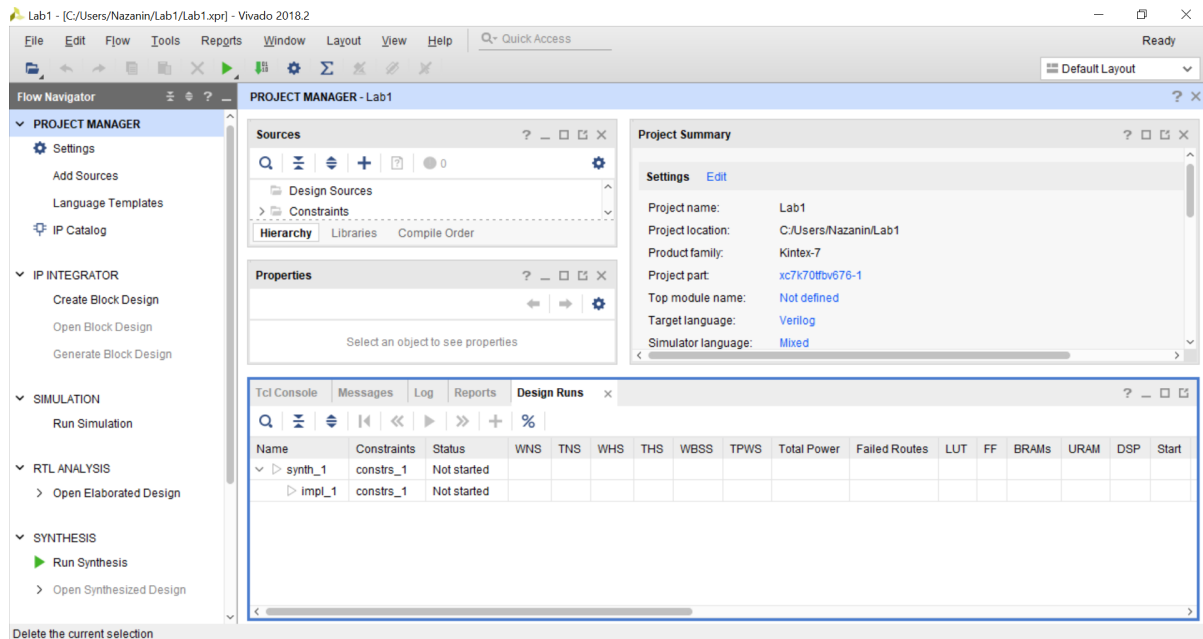 Lab1 - [C:/Users/Nazanin/Lab1/Lab1.xpr] - Vivado 2018.2
File Edit Flow Tools Reports Window Layout View Help Quick Access Ready
Default Layout
Flow Navigator
PROJECT MANAGER
Settings
Add Sources
Language Templates
IP Catalog
IP INTEGRATOR
Create Block Design
Open Block Design
Generate Block Design
SIMULATION
Run Simulation
RTL ANALYSIS
Open Elaborated Design
SYNTHESIS
Run Synthesis
Open Synthesized Design
PROJECT MANAGER - Lab1
Sources
0
Design Sources
Constraints
Hierarchy Libraries Compile Order
Properties
Select an object to see properties
Project Summary
Settings Edit
Project name: Lab1
Project location: C:/Users/Nazanin/Lab1
Product family: Kintex-7
Project part: xc7k70tfbv676-1
Top module name: Not defined
Target language: Verilog
Simulator language: Mixed
Tcl Console Messages Log Reports Design Runs
Name Constraints Status WNS TNS WHS THS WBSS TPWS Total Power Failed Routes LUT FF BRAMs URAM DSP Start
synth_1 constrs_1 Not started
impl_1 constrs_1 Not started
Delete the current selection